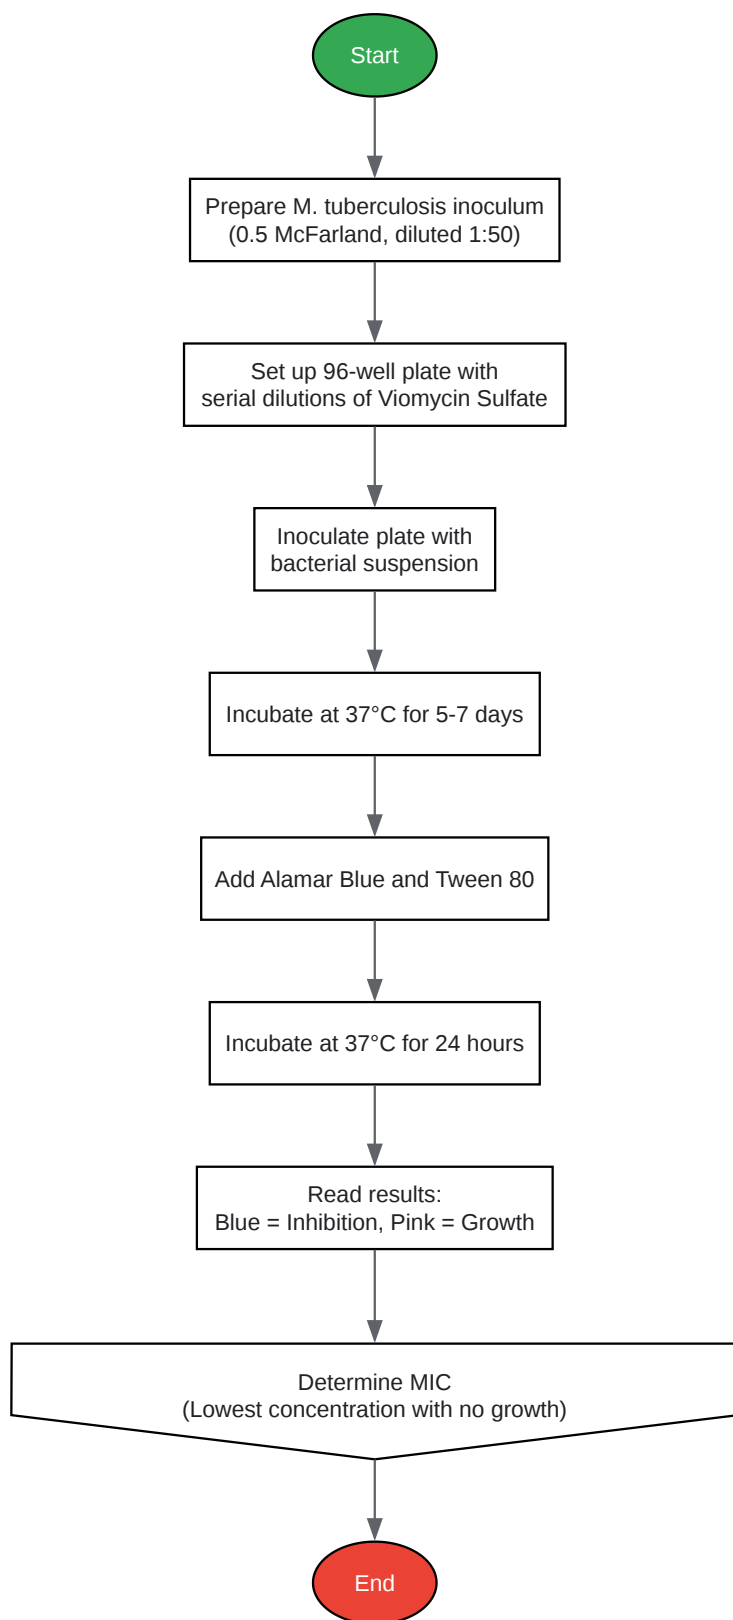 Start
Prepare M. tuberculosis inoculum
(0.5 McFarland, diluted 1:50)
Set up 96-well plate with
serial dilutions of Viomycin Sulfate
Inoculate plate with
bacterial suspension
Incubate at 37°C for 5-7 days
Add Alamar Blue and Tween 80
Incubate at 37°C for 24 hours
Read results:
Blue = Inhibition, Pink = Growth
Determine MIC
(Lowest concentration with no growth)
End